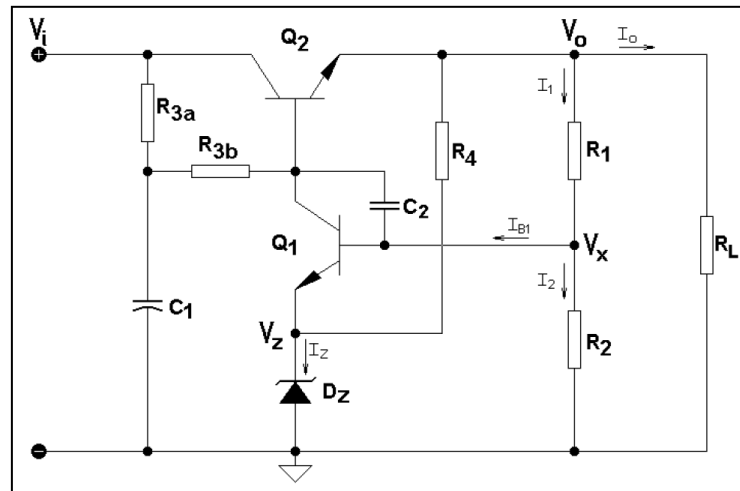 Vi
Q2
Vo
Io
I1
R3a
R3b
R4
R1
C2
Q1
IB1
Vx
RL
C1
I2
Vz
Iz
R2
Dz